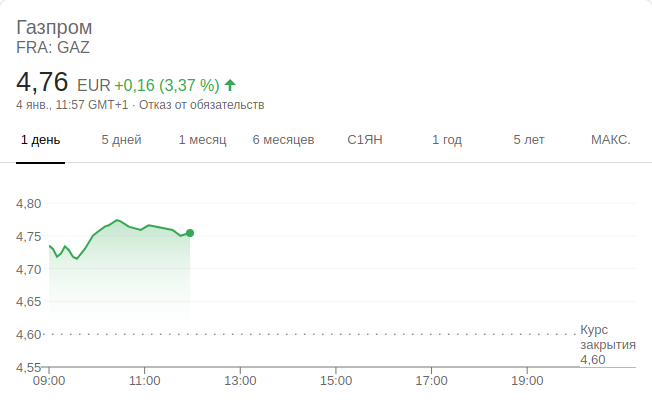 Газпром
FRA: GAZ
4,76 EUR +0,16 (3,37 %)
4 янв., 11:57 GMT+1 · Отказ от обязательств
1 день 5 дней 1 месяц 6 месяцев С1ЯН 1 год 5 лет МАКС.
4,80
4,75
4,70
4,65
4,60
Курс
закрытия
4,60
4,55
09:00 11:00 13:00 15:00 17:00 19:00